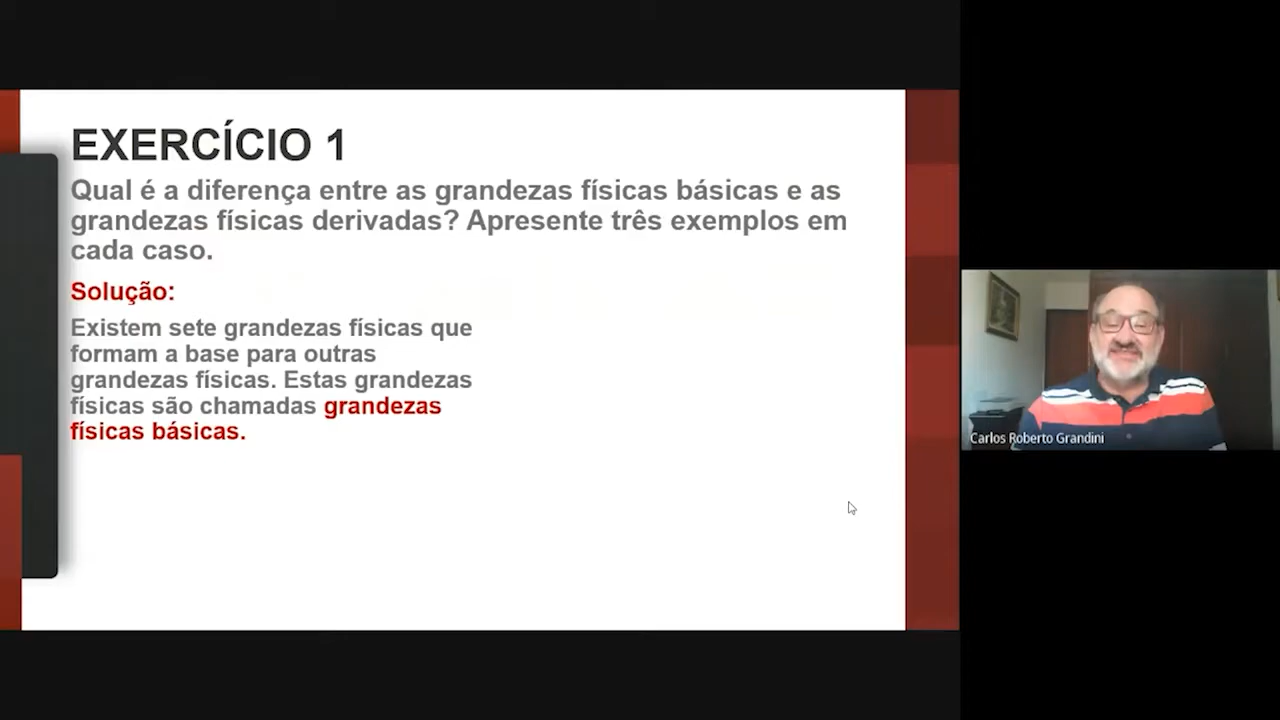 EXERCÍCIO 1
Qual é a diferença entre as grandezas físicas básicas e as
grandezas físicas derivadas? Apresente três exemplos em
cada caso.
Solução:
Existem sete grandezas físicas que
formam a base para outras
grandezas físicas. Estas grandezas
físicas são chamadas grandezas
físicas básicas.
Carlos Roberto Grandini